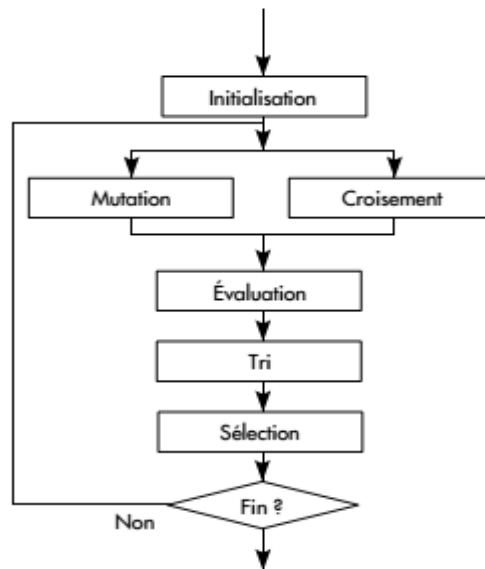 Initialisation
Mutation
Croisement
Évaluation
Tri
Sélection
Fin ?
Non